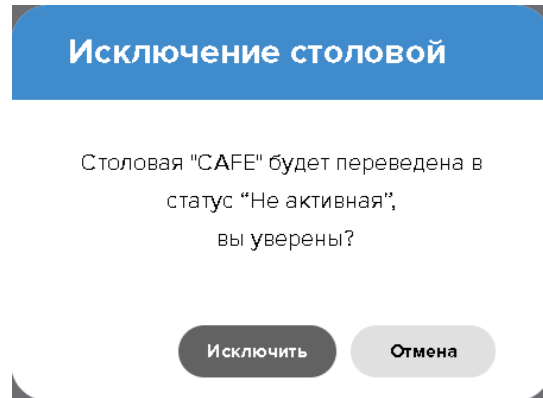 Исключение столовой
Столовая "CAFE" будет переведена в
статус “Не активная”,
вы уверены?
Исключить
Отмена